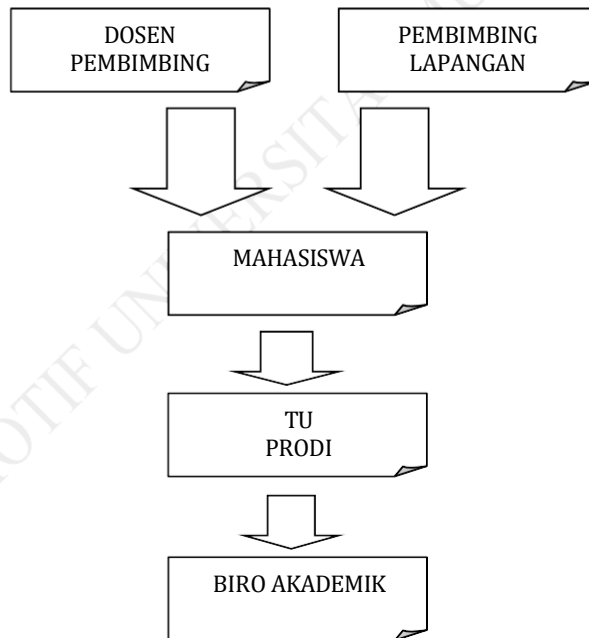 DOSEN
PEMBIMBING
PEMBIMBING
LAPANGAN
MAHASISWA
TU
PRODI
BIRO AKADEMIK